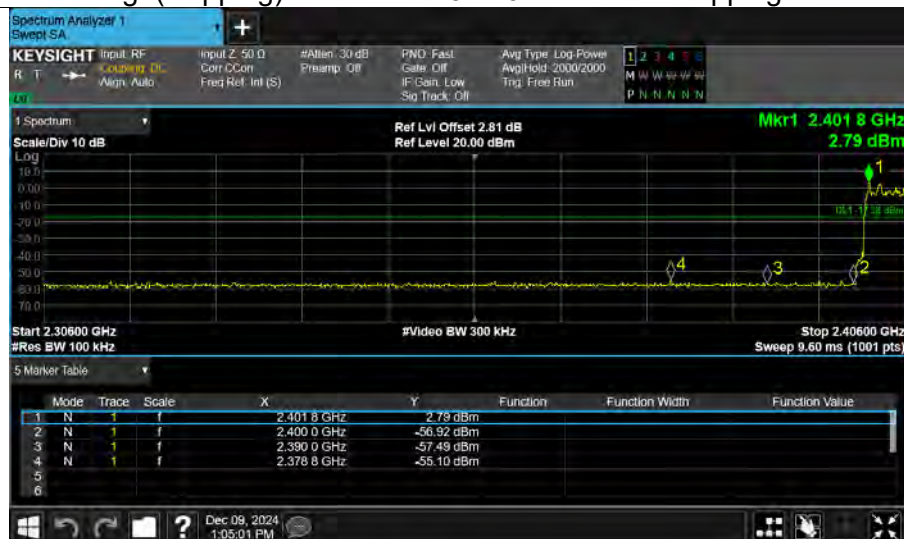 Spectrum Analyzer 1
Swept SA
+
KEYSIGHT Input: RF
Coupling: DC
Align: Auto
R T
Input Z: 50 Ω
Corr CCorr
Freq Ref: Int (S)
#Atten: 30 dB
Preamp: Off
PNO: Fast
Gate: Off
IF Gain: Low
Sig Track: Off
Avg Type: Log-Power
Avg|Hold: 2000/2000
Trig: Free Run
1 2 3 4 5 6
M W W W W W
P N N N N N
1 Spectrum
Scale/Div 10 dB
Ref Lvl Offset 2.81 dB
Ref Level 20.00 dBm
Mkr1 2.401 8 GHz
2.79 dBm
Log
10.0
0.00
-10.0
-20.0
-30.0
-40.0
-50.0
-60.0
-70.0
1
4
3
2
Start 2.30600 GHz
#Res BW 100 kHz
#Video BW 300 kHz
Stop 2.40600 GHz
Sweep 9.60 ms (1001 pts)
5 Marker Table
Mode Trace Scale X Y Function Function Width Function Value
1 N 1 f 2.401 8 GHz 2.79 dBm
2 N 1 f 2.400 0 GHz -56.92 dBm
3 N 1 f 2.390 0 GHz -57.49 dBm
4 N 1 f 2.378 8 GHz -55.10 dBm
5
6
?
Dec 09, 2024
1:05:01 PM